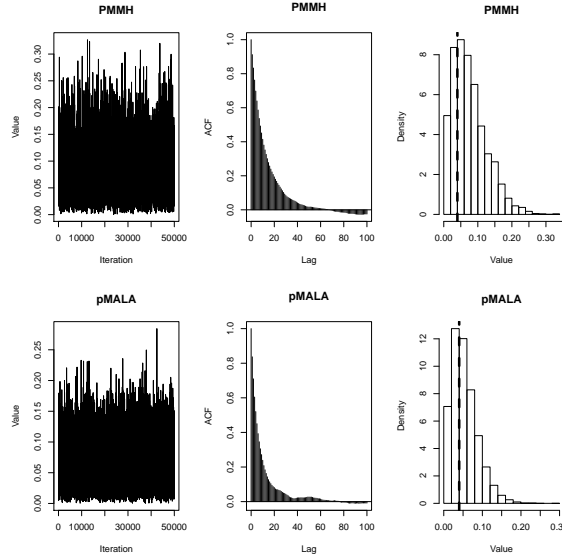 PMMH
PMMH
PMMH
Value
0.00 0.05 0.10 0.15 0.20 0.25 0.30
0 10000 30000 50000
Iteration
ACF
0.0 0.2 0.4 0.6 0.8 1.0
0 20 40 60 80 100
Lag
Density
0 2 4 6 8
0.00 0.10 0.20 0.30
Value
pMALA
pMALA
pMALA
Value
0.00 0.05 0.10 0.15 0.20 0.25
0 10000 30000 50000
Iteration
ACF
0.0 0.2 0.4 0.6 0.8 1.0
0 20 40 60 80 100
Lag
Density
0 2 4 6 8 10 12
0.00 0.10 0.20 0.30
Value